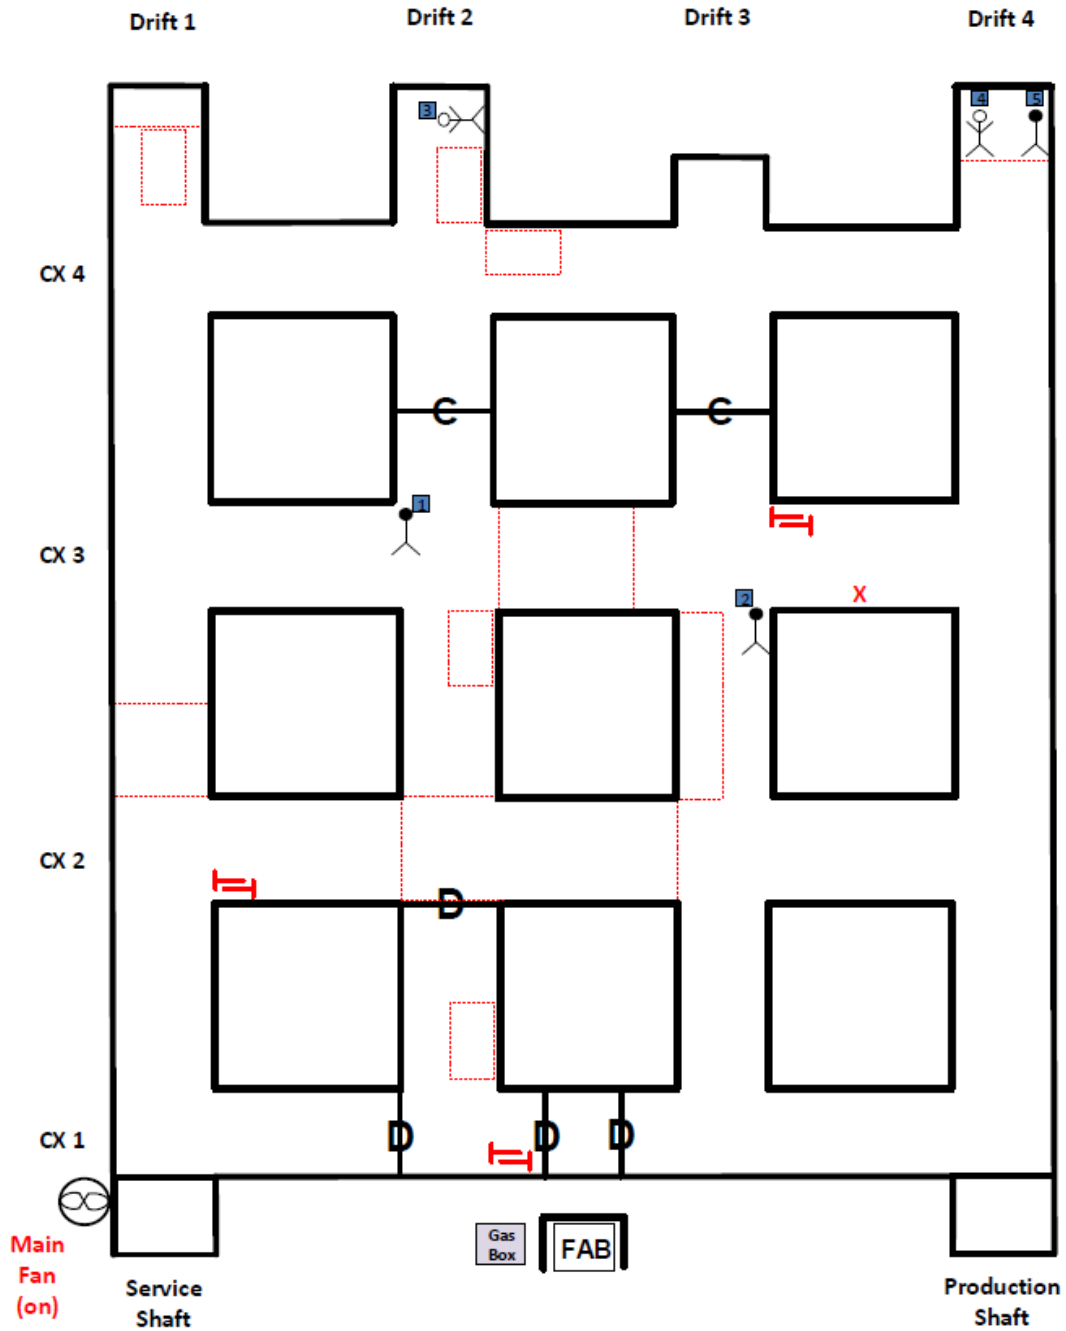 Drift 1
Drift 2
Drift 3
Drift 4
3
4
5
CX 4
C
C
1
CX 3
2
X
CX 2
D
CX 1
D
D
D
Main
Fan
(on)
Gas
Box
FAB
Service
Shaft
Production
Shaft